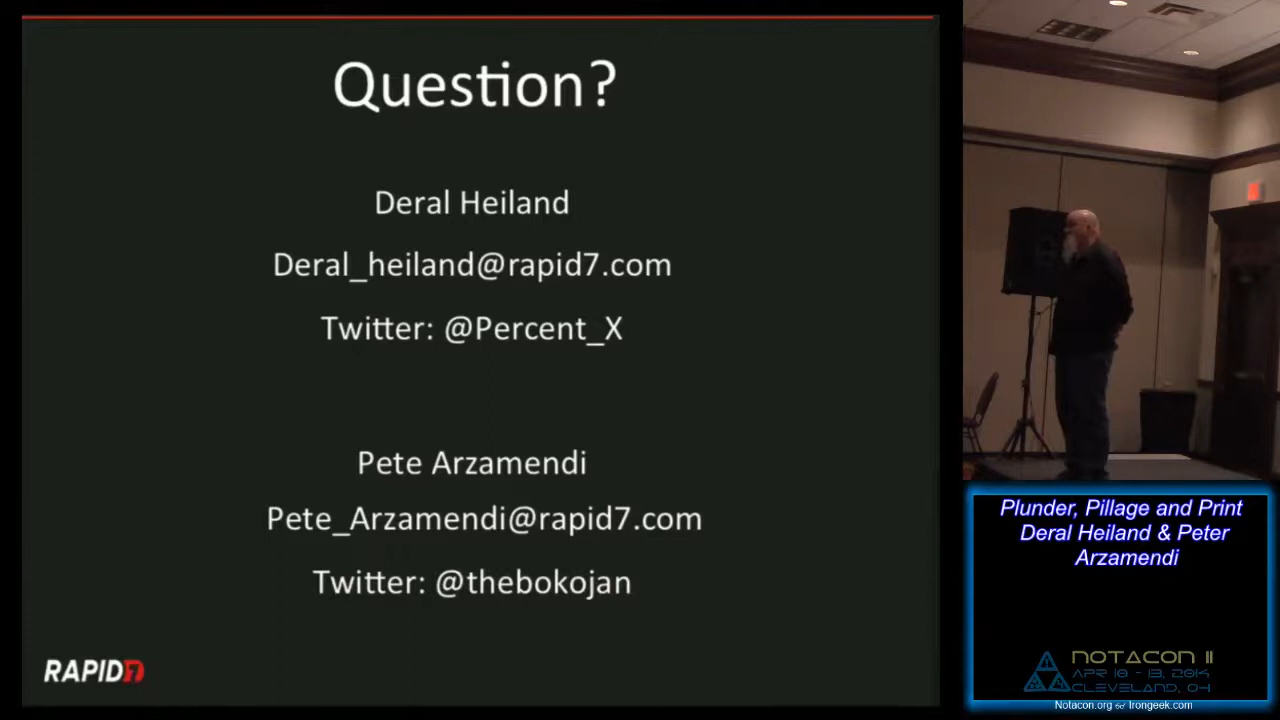 Question?
Deral Heiland
Deral_heiland@rapid7.com
Twitter: @Percent_X
Pete Arzamendi
Pete_Arzamendi@rapid7.com
Twitter: @thebokojan
RAPID7
Plunder, Pillage and Print
Deral Heiland & Peter
Arzamendi
NOTACON 11
APR 10 - 13, 2014
CLEVELAND, OH
Notacon.org or Irongeek.com